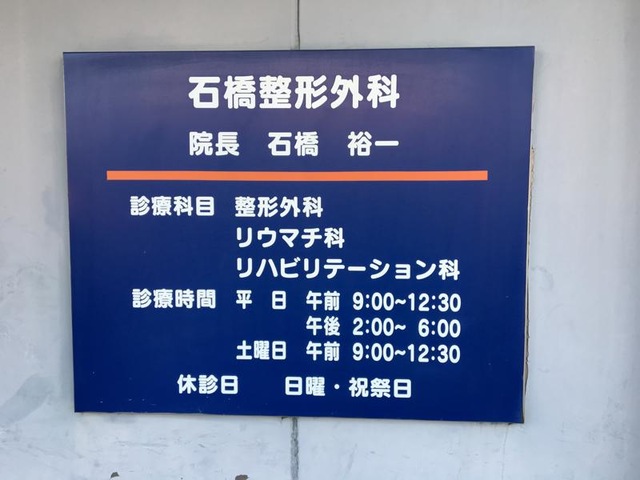 石橋整形外科
院長　石橋　裕一
診療科目　整形外科
リウマチ科
リハビリテーション科
診療時間　平　日　午前　9:00~12:30
午後　2:00~　6:00
土曜日　午前　9:00~12:30
休診日　日曜・祝祭日